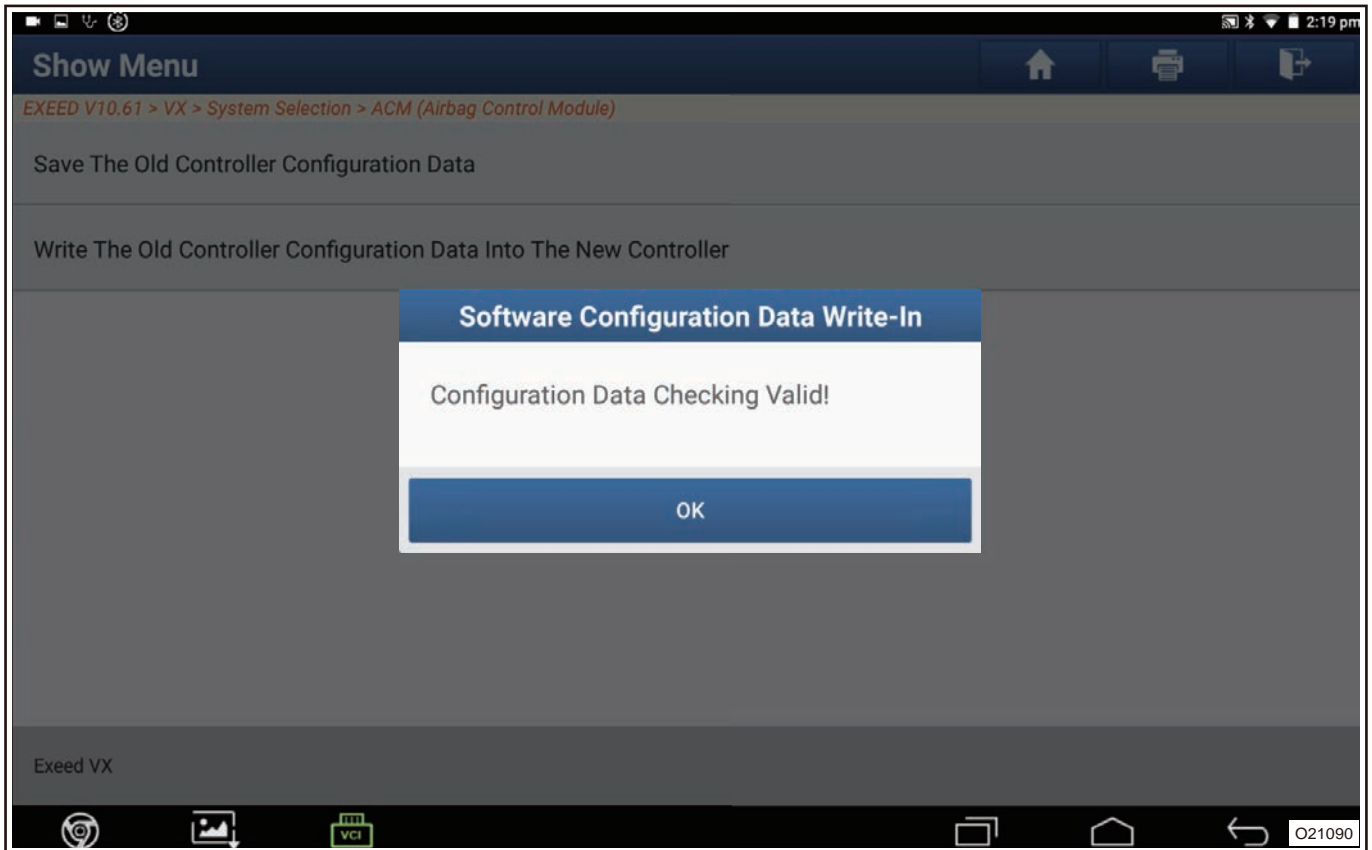 2:19 pm
Show Menu
EXEED V10.61 > VX > System Selection > ACM (Airbag Control Module)
Save The Old Controller Configuration Data
Write The Old Controller Configuration Data Into The New Controller
Software Configuration Data Write-In
Configuration Data Checking Valid!
OK
Exeed VX
VCI
O21090